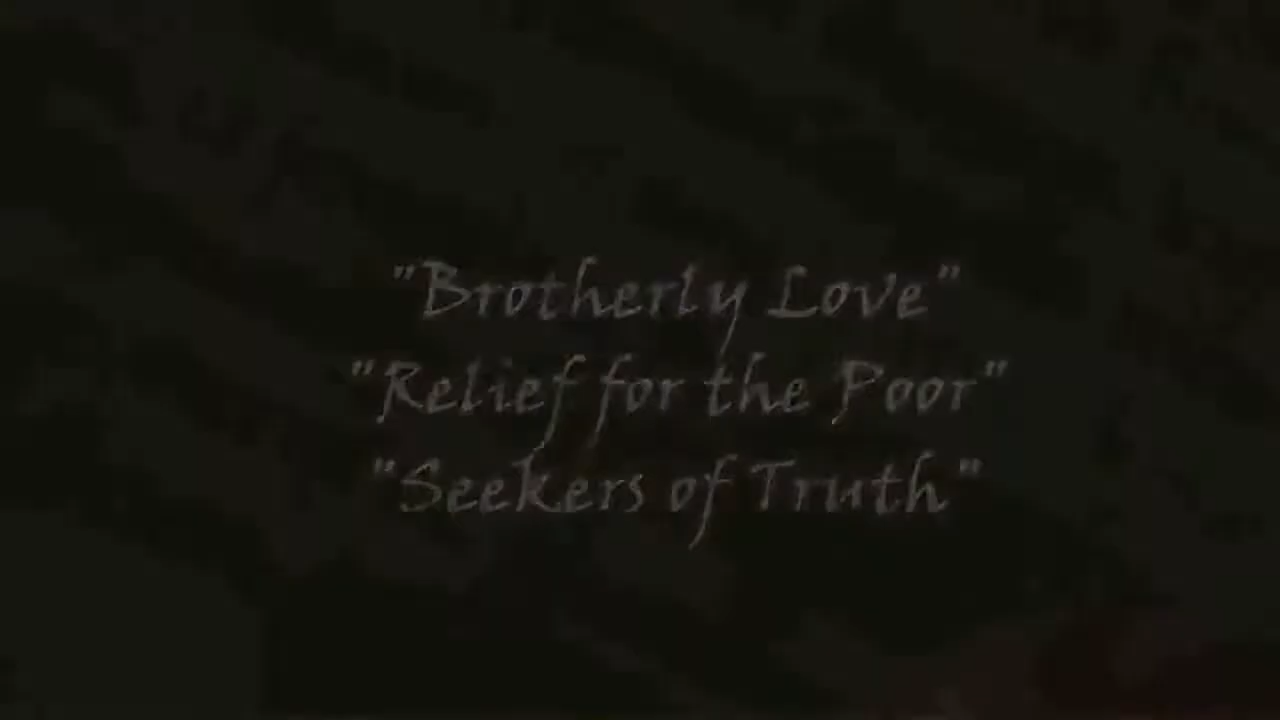 "Brotherly Love"
"Relief for the Poor"
"Seekers of Truth"